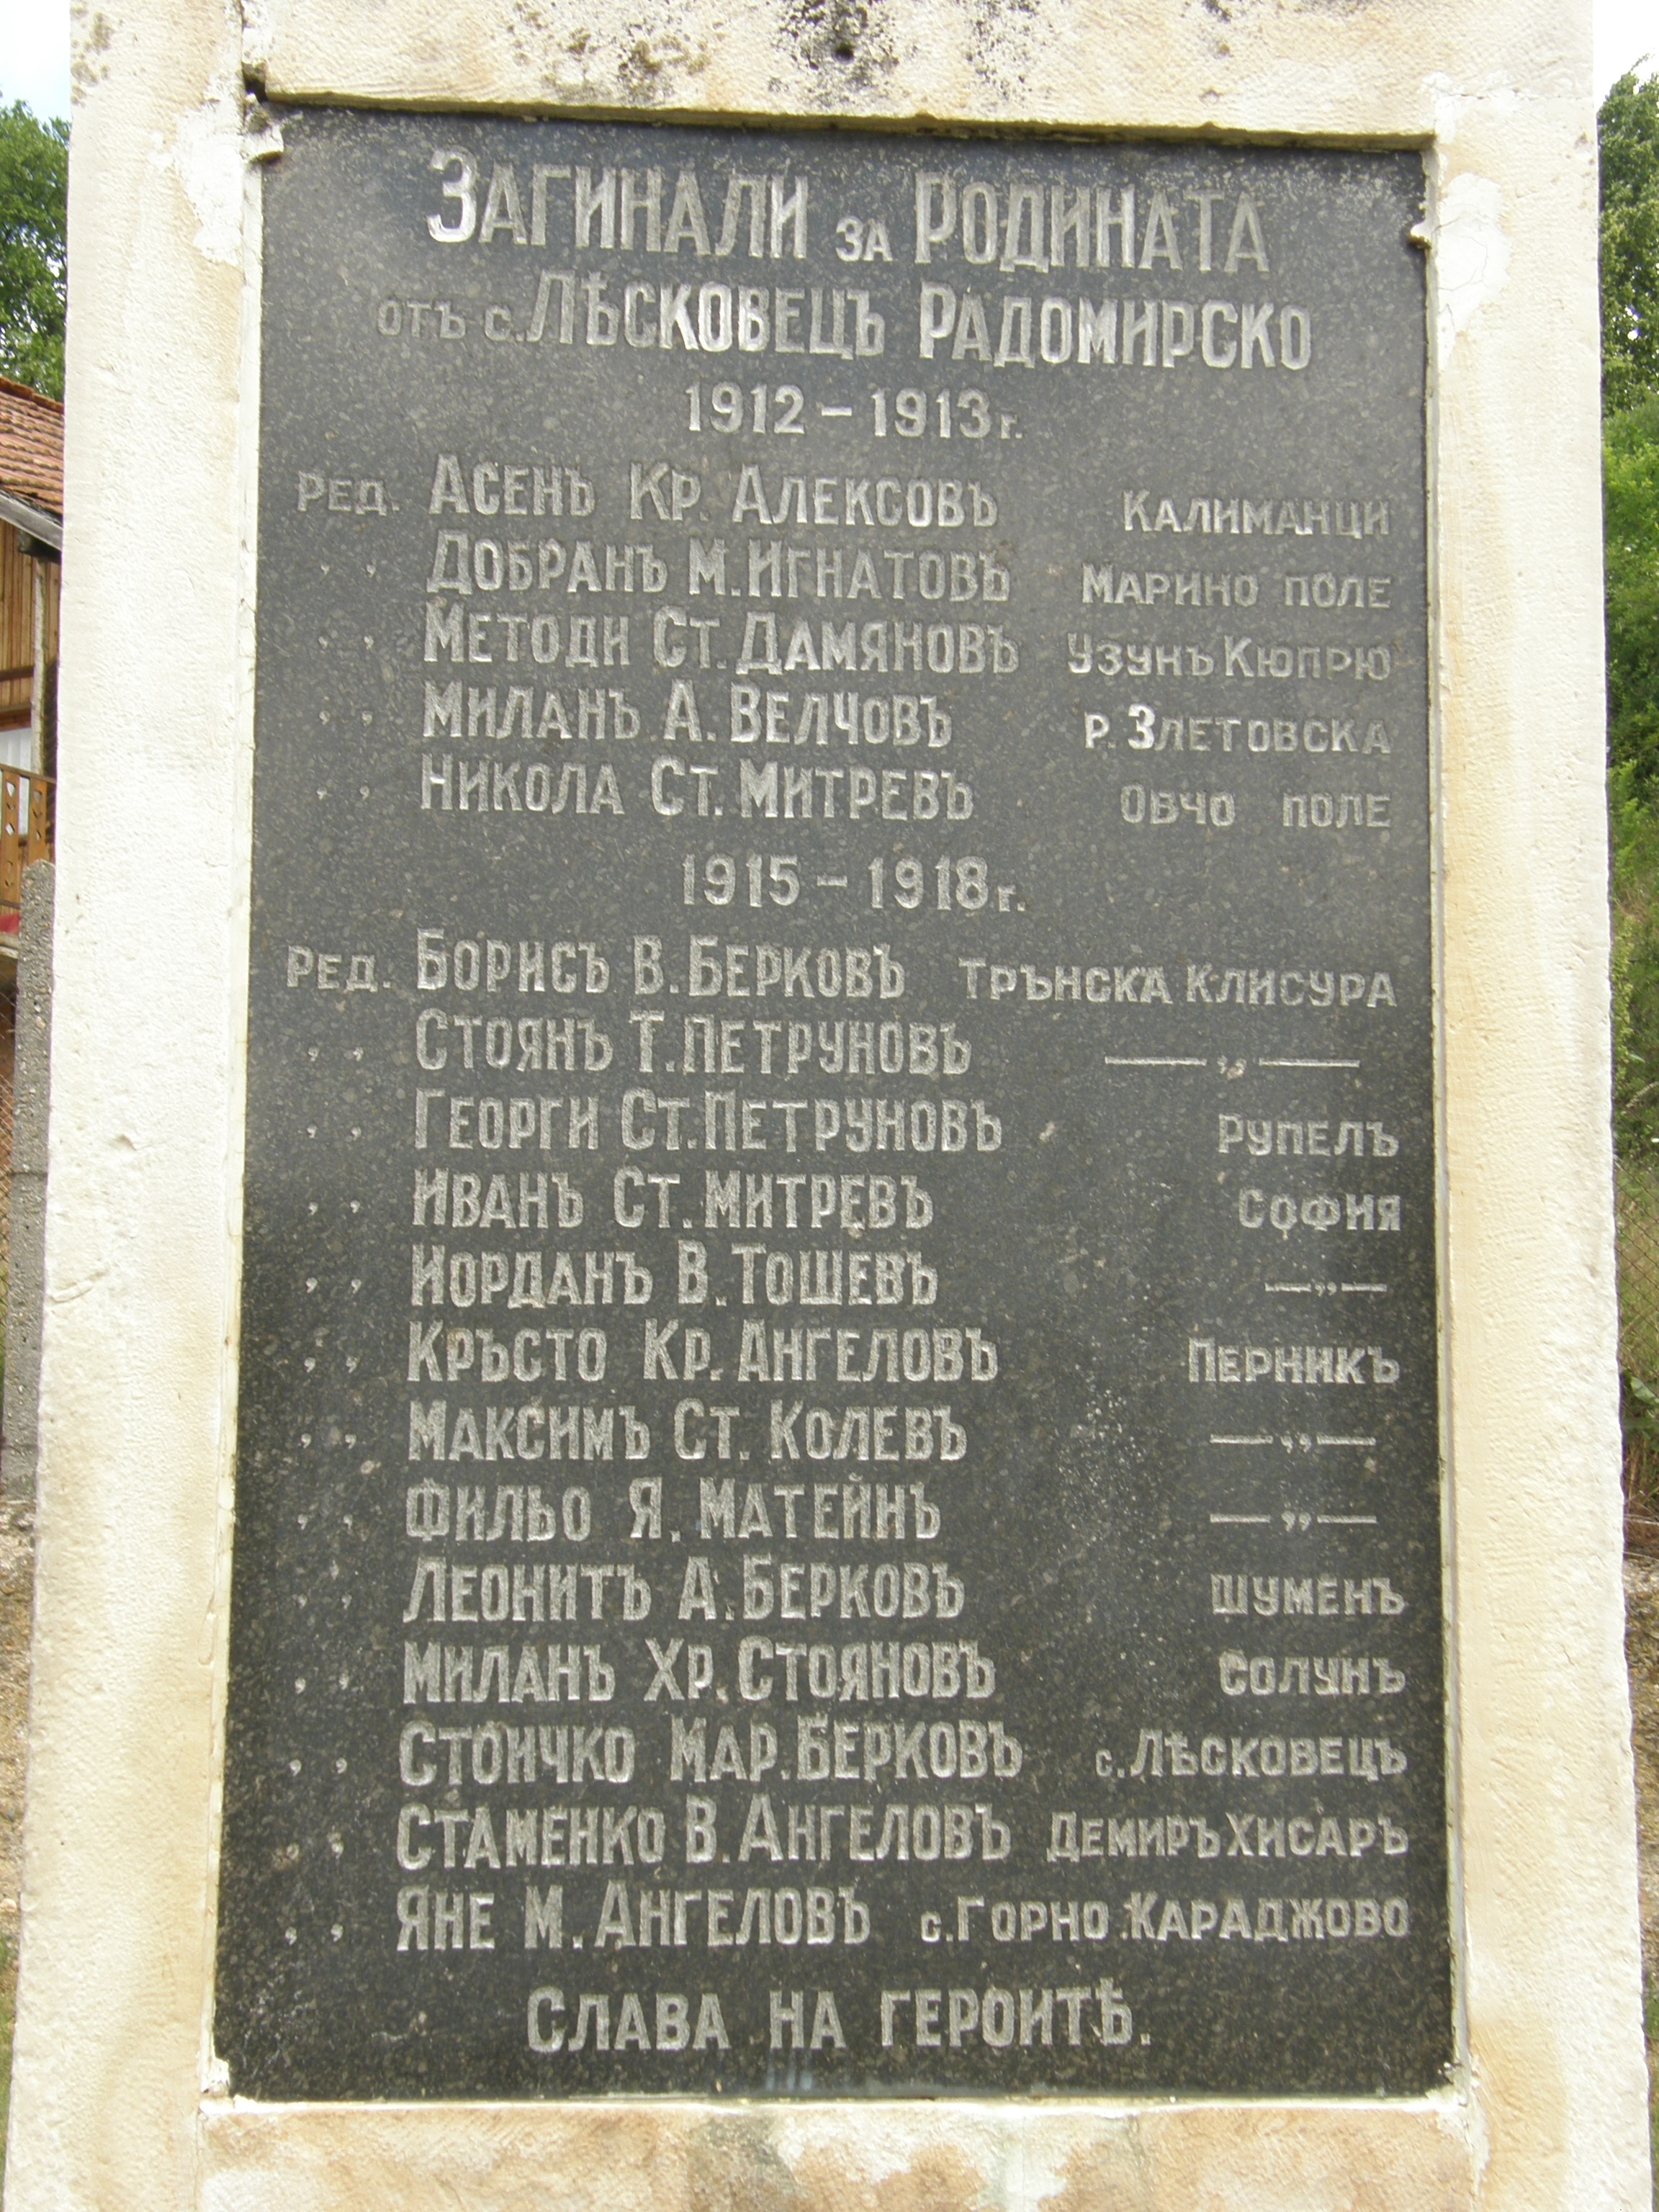 Загинали за Родината
отъ с. Лѣсковецъ Радомирско
1912 – 1913 г.
Ред. Асенъ Кр. Алексовъ Калиманци
,, Добранъ М. Игнатовъ Марино поле
,, Методи Ст. Дамяновъ Узунъ Кюпрю
,, Миланъ А. Велчовъ р. Злетовска
,, Никола Ст. Митревъ Овчо поле
1915 – 1918 г.
Ред. Борисъ В. Берковъ Трънска Клисура
,, Стоянъ Т. Петруновъ — ,, —
,, Георги Ст. Петруновъ Рупелъ
,, Иванъ Ст. Митревъ София
,, Йорданъ В. Тошевъ — ,, —
,, Кръсто Кр. Ангеловъ Перникъ
,, Максимъ Ст. Колевъ — ,, —
,, Фильо Я. Матейнъ — ,, —
,, Леонитъ А. Берковъ Шуменъ
,, Миланъ Хр. Стояновъ Солунъ
,, Стоичко Мар. Берковъ с. Лѣсковецъ
,, Стаменко В. Ангеловъ Демиръ Хисаръ
,, Яне М. Ангеловъ с. Горно Караджово
Слава на героитѣ.